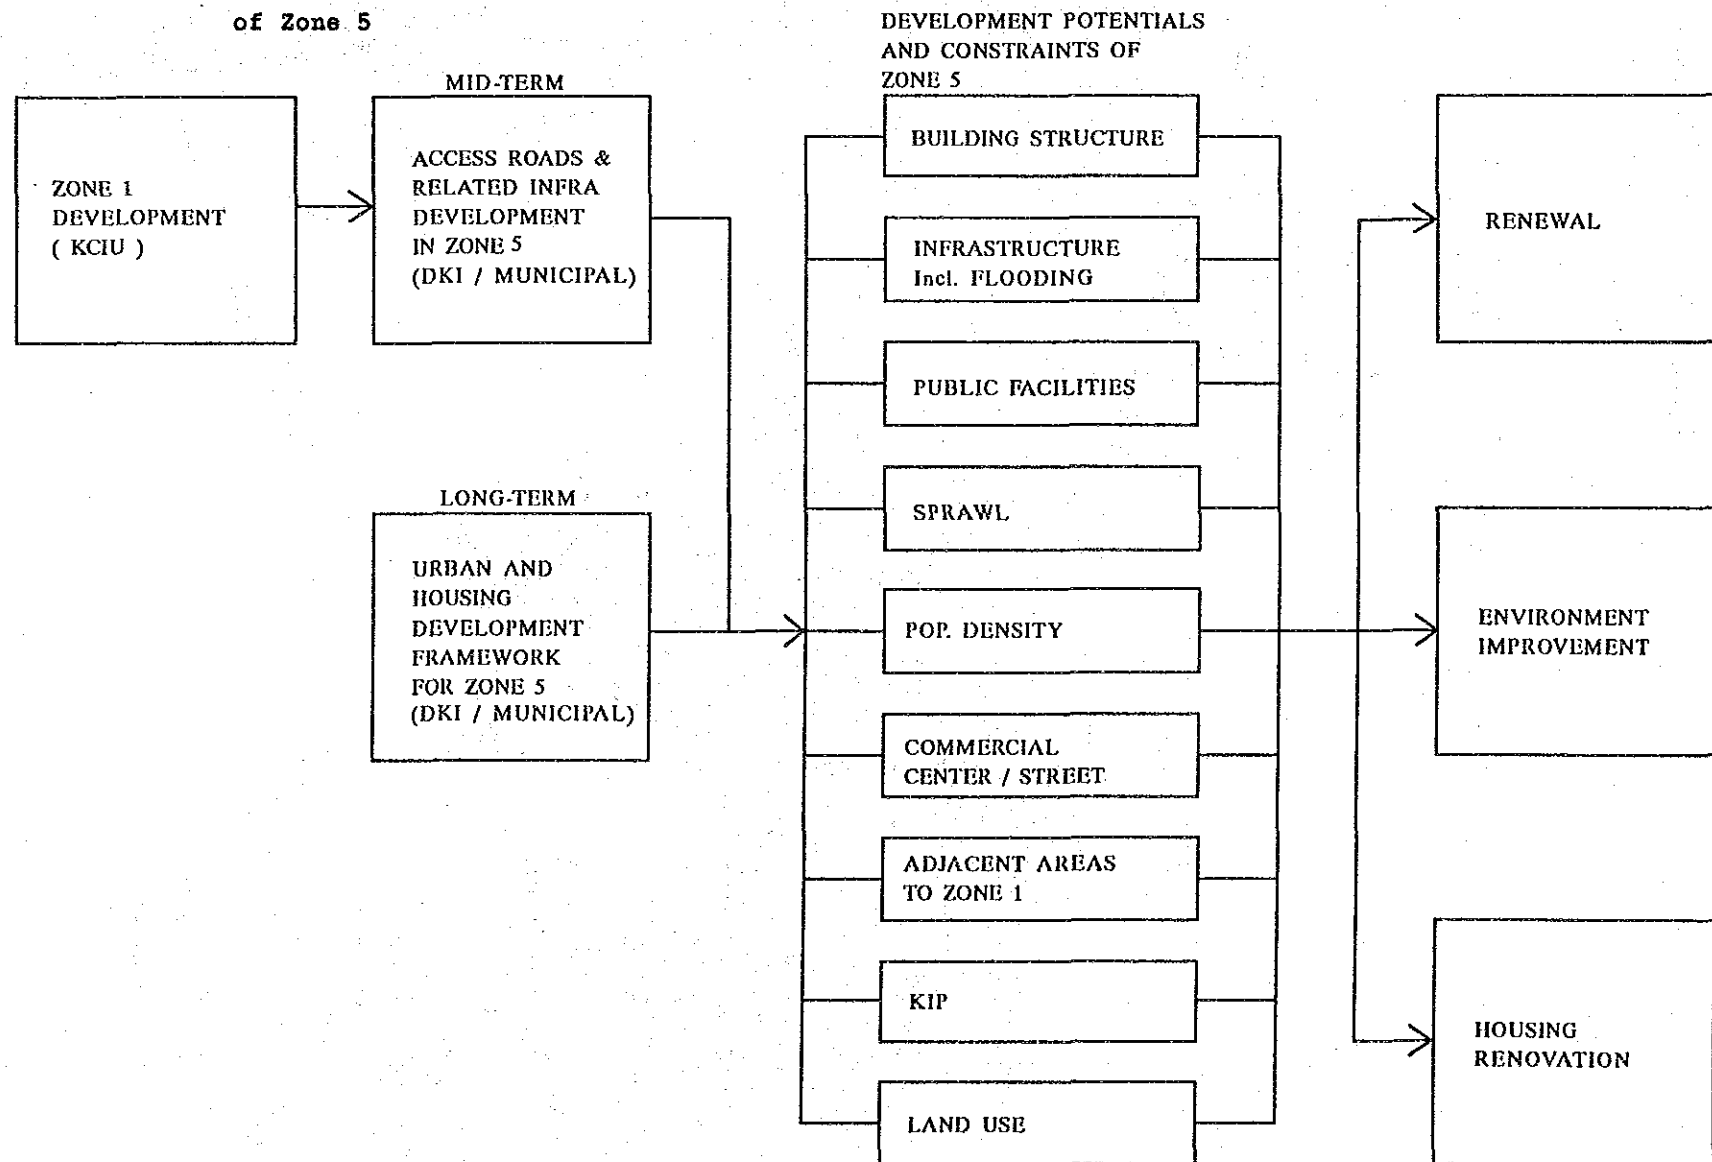 of Zone 5
DEVELOPMENT POTENTIALS
AND CONSTRAINTS OF
ZONE 5
ZONE 1
DEVELOPMENT
( KCIU )
MID-TERM
ACCESS ROADS &
RELATED INFRA
DEVELOPMENT
IN ZONE 5
(DKI / MUNICIPAL)
LONG-TERM
URBAN AND
HOUSING
DEVELOPMENT
FRAMEWORK
FOR ZONE 5
(DKI / MUNICIPAL)
BUILDING STRUCTURE
INFRASTRUCTURE
Incl. FLOODING
PUBLIC FACILITIES
SPRAWL
POP. DENSITY
COMMERCIAL
CENTER / STREET
ADJACENT AREAS
TO ZONE 1
KIP
LAND USE
RENEWAL
ENVIRONMENT
IMPROVEMENT
HOUSING
RENOVATION